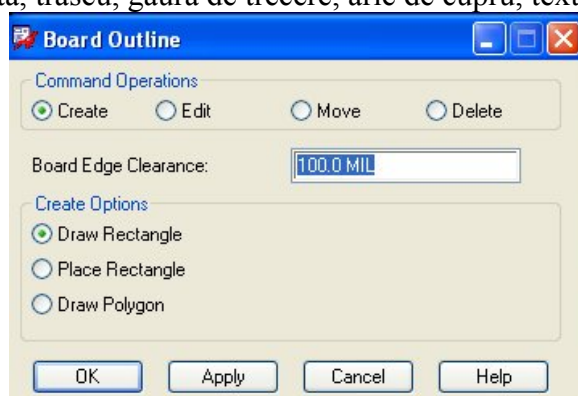 traseu, gaura de trecere, arie de cupru, text
Board Outline
Command Operations
Create Edit Move Delete
Board Edge Clearance: 100.0 MIL
Create Options
Draw Rectangle
Place Rectangle
Draw Polygon
OK Apply Cancel Help